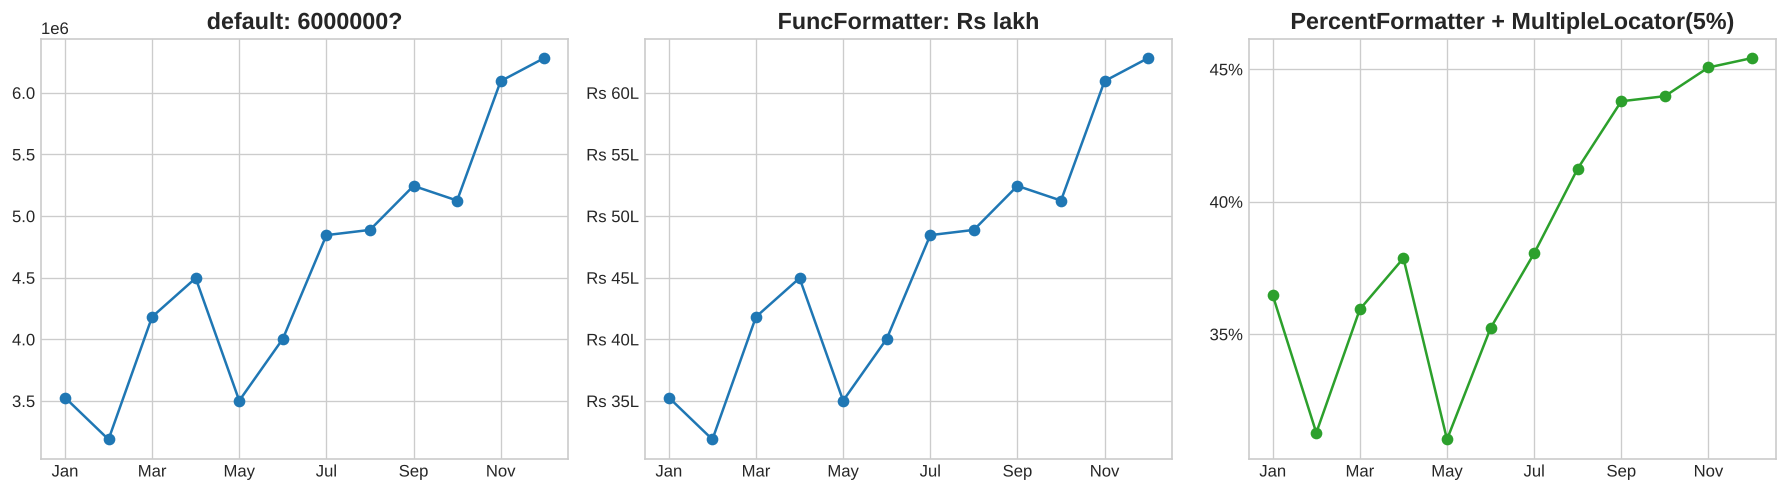 default: 6000000?
1e6
6.0
5.5
5.0
4.5
4.0
3.5
Jan Mar May Jul Sep Nov
FuncFormatter: Rs lakh
Rs 60L
Rs 55L
Rs 50L
Rs 45L
Rs 40L
Rs 35L
Jan Mar May Jul Sep Nov
PercentFormatter + MultipleLocator(5%)
45%
40%
35%
Jan Mar May Jul Sep Nov